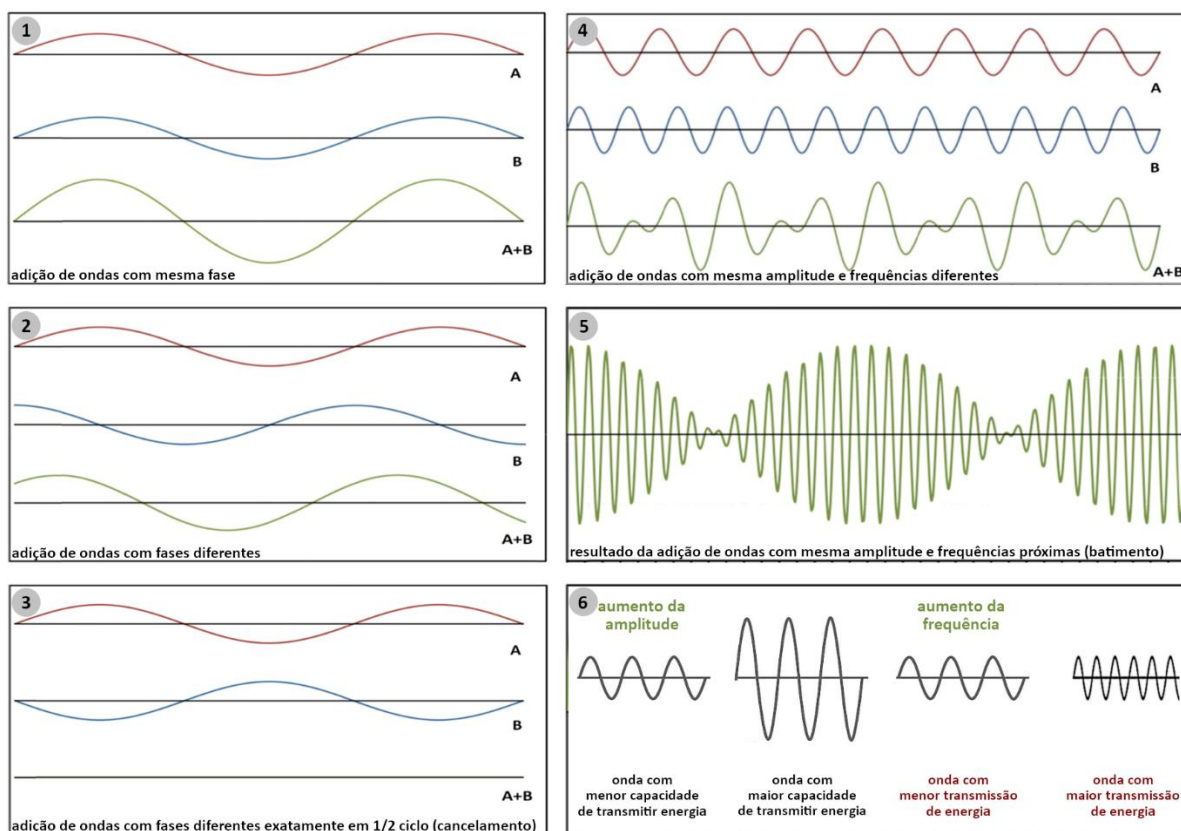 1
A
B
A+B
adição de ondas com mesma fase
2
A
B
A+B
adição de ondas com fases diferentes
3
A
B
A+B
adição de ondas com fases diferentes exatamente em 1/2 ciclo (cancelamento)
4
A
B
A+B
adição de ondas com mesma amplitude e frequências diferentes
5
resultado da adição de ondas com mesma amplitude e frequências próximas (batimento)
6
aumento da
amplitude
aumento da
frequência
onda com
menor capacidade
de transmitir energia
onda com
maior capacidade
de transmitir energia
onda com
menor transmissão
de energia
onda com
maior transmissão
de energia